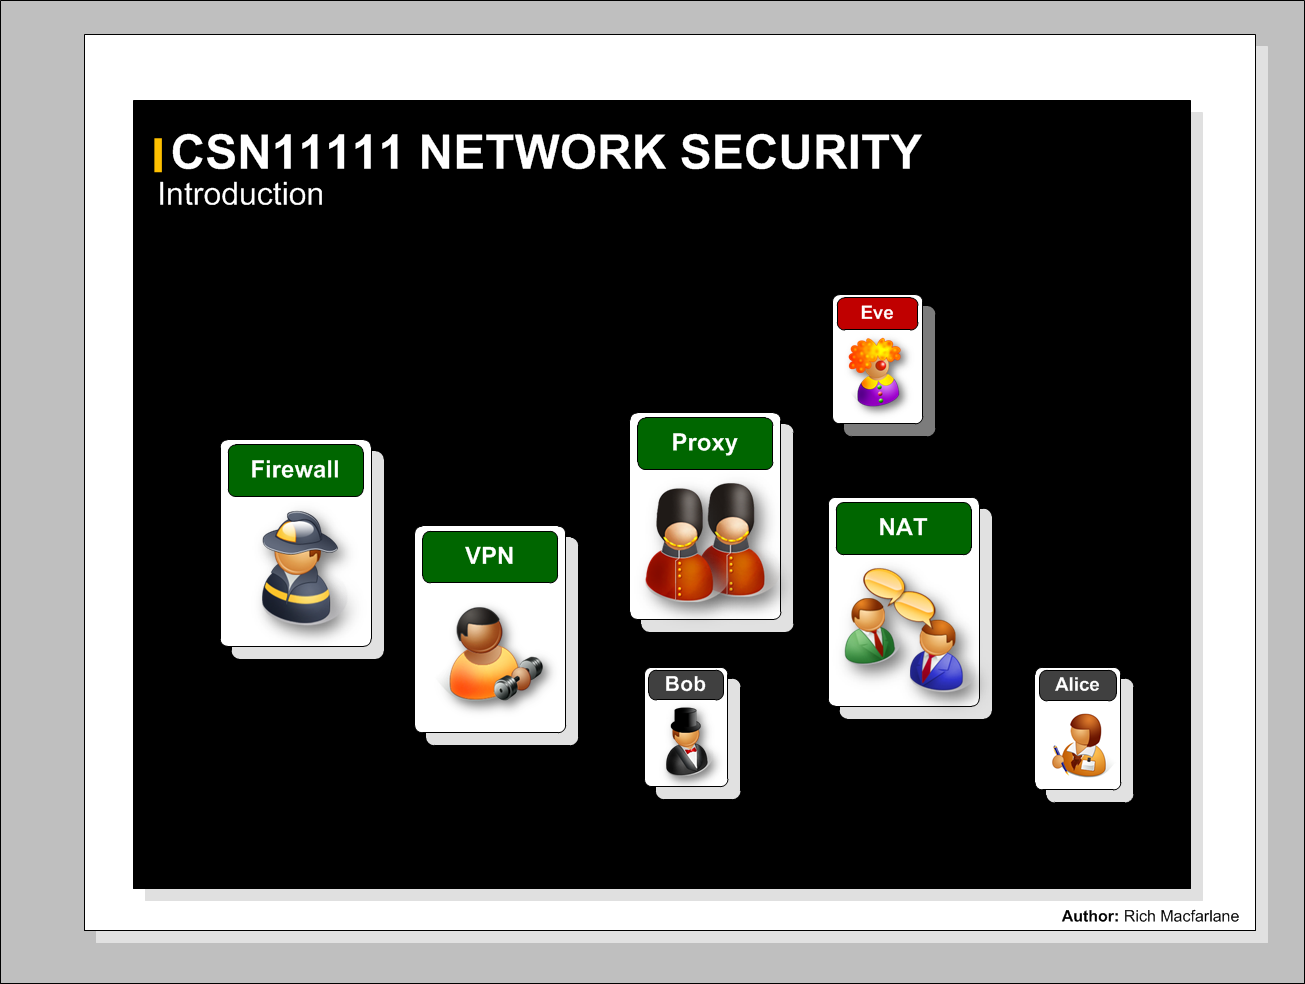 CSN11111 NETWORK SECURITY
Introduction
Eve
Proxy
Firewall
NAT
VPN
Bob
Alice
Author: Rich Macfarlane